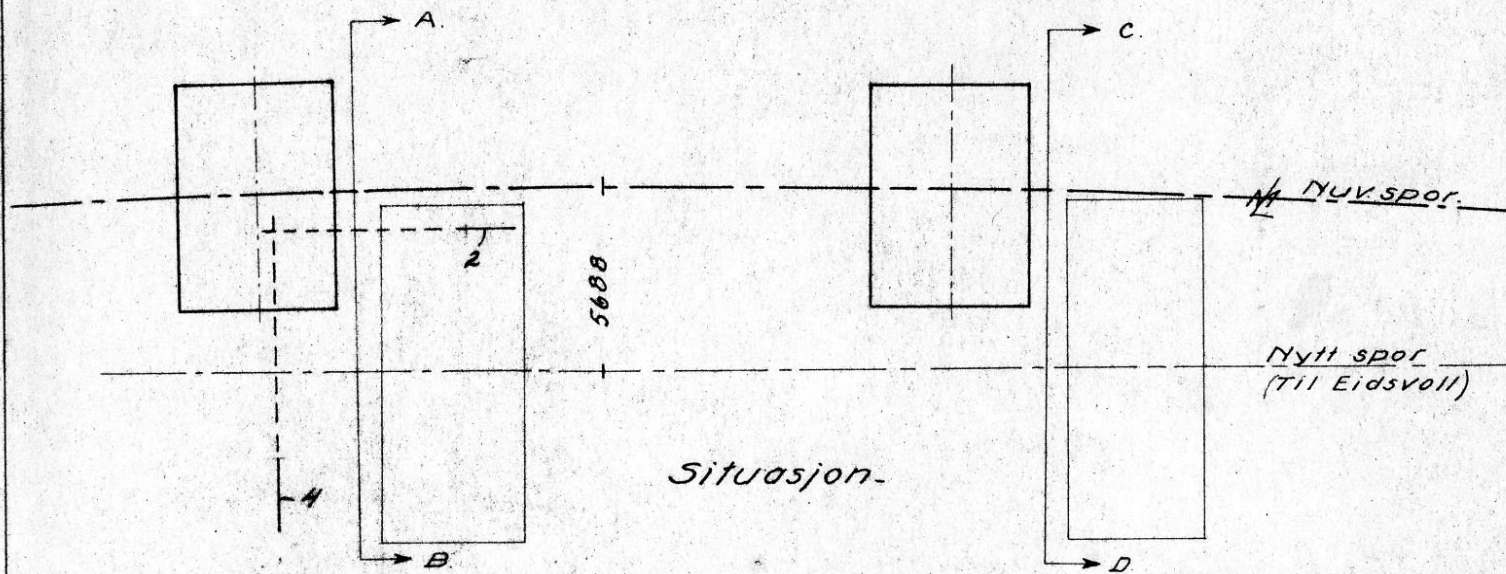 A.
C.
Nuv. spor.
2
5688
Nytt spor
(Til Eidsvoll)
Situasjon.
4
B.
D.